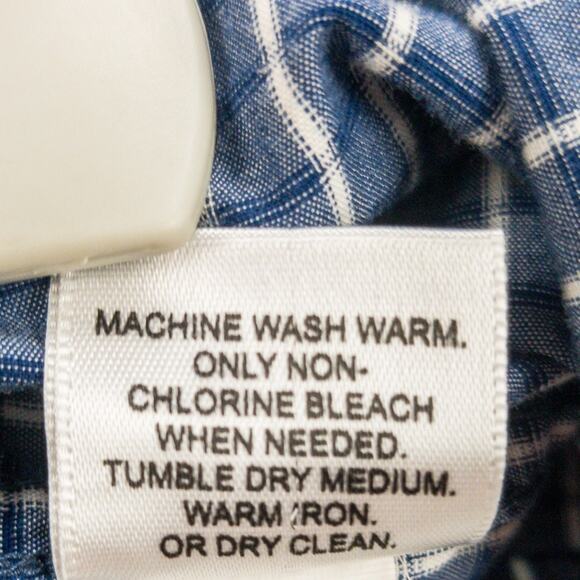 MACHINE WASH WARM.
ONLY NON-
CHLORINE BLEACH
WHEN NEEDED.
TUMBLE DRY MEDIUM.
WARM IRON.
OR DRY CLEAN.